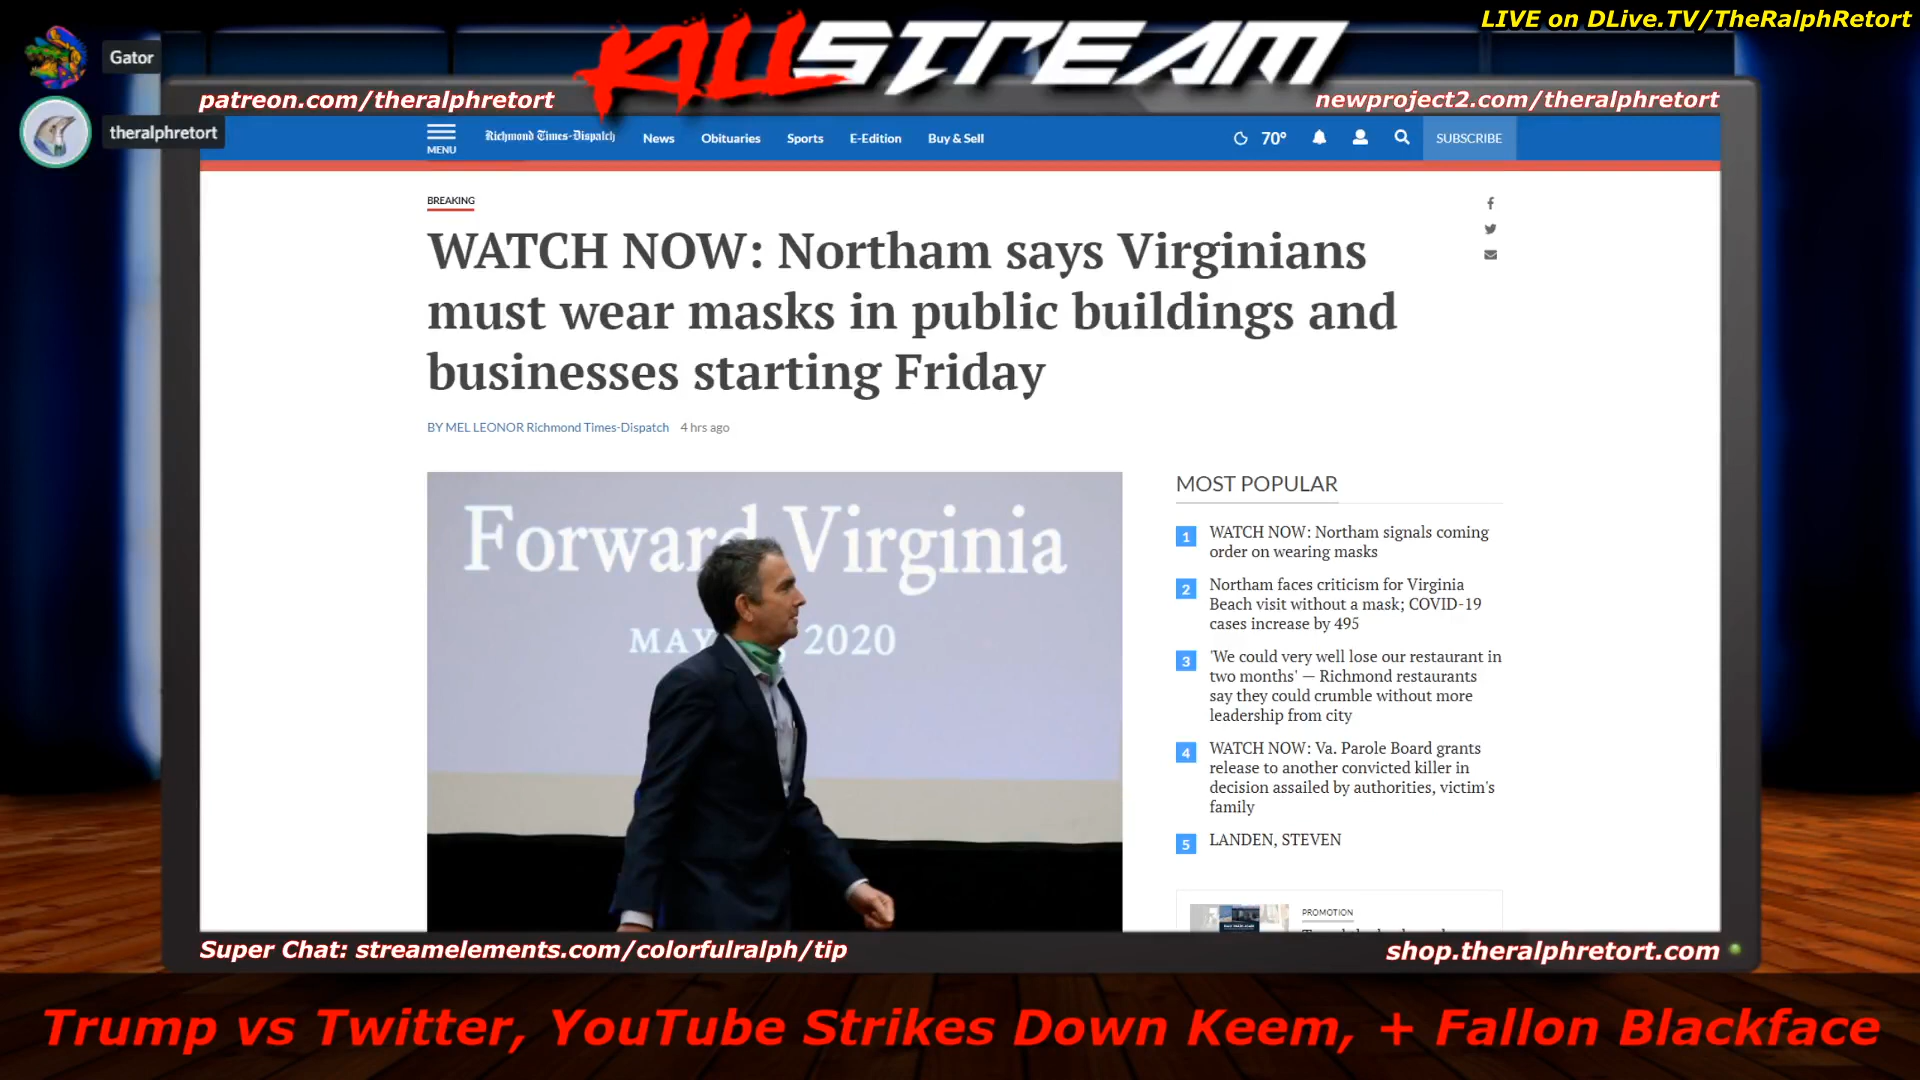 LIVE on DLive.TV/TheRalphRetort
KILLSTREAM
Gator
theralphretort
patreon.com/theralphretort
newproject2.com/theralphretort
MENU
Richmond Times-Dispatch
News
Obituaries
Sports
E-Edition
Buy & Sell
70°
SUBSCRIBE
BREAKING
WATCH NOW: Northam says Virginians
must wear masks in public buildings and
businesses starting Friday
BY MEL LEONOR Richmond Times-Dispatch 4 hrs ago
Forward Virginia
MAY 2020
MOST POPULAR
1 WATCH NOW: Northam signals coming
order on wearing masks
2 Northam faces criticism for Virginia
Beach visit without a mask; COVID-19
cases increase by 495
3 'We could very well lose our restaurant in
two months' — Richmond restaurants
say they could crumble without more
leadership from city
4 WATCH NOW: Va. Parole Board grants
release to another convicted killer in
decision assailed by authorities, victim's
family
5 LANDEN, STEVEN
PROMOTION
Super Chat: streamelements.com/colorfulralph/tip
shop.theralphretort.com
Trump vs Twitter, YouTube Strikes Down Keem, + Fallon Blackface